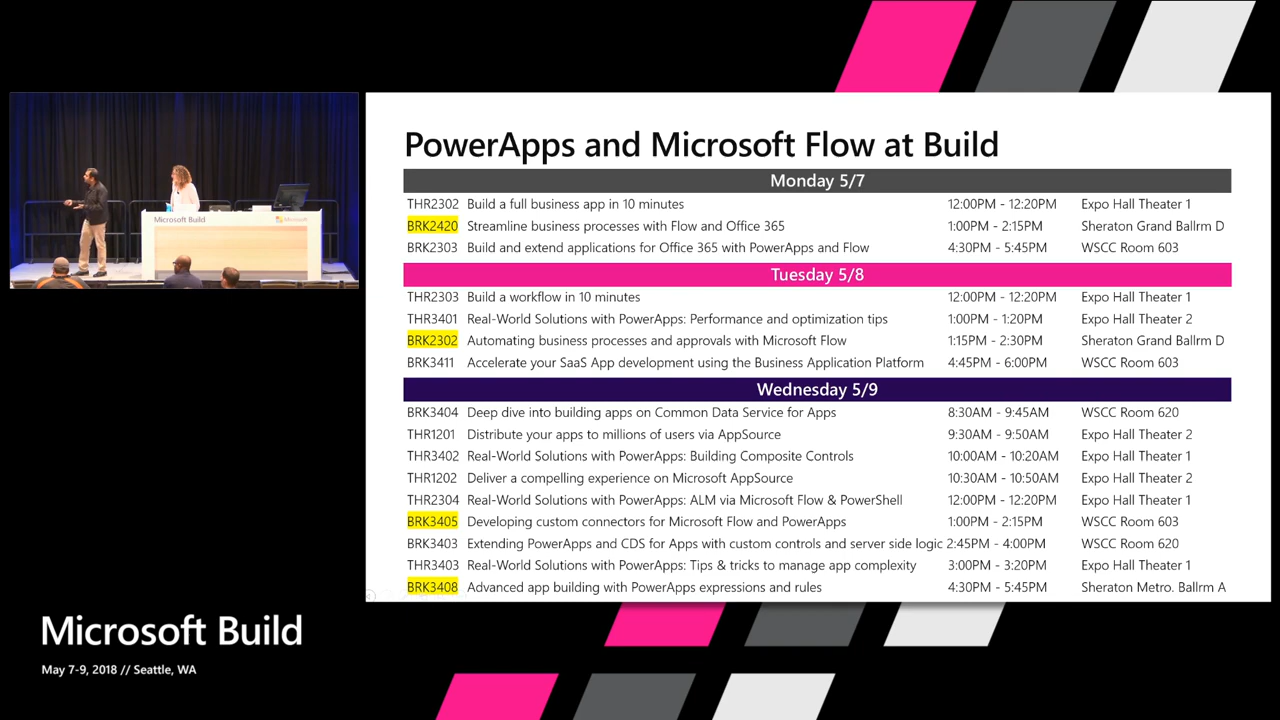 PowerApps and Microsoft Flow at Build
Monday 5/7
THR2302 Build a full business app in 10 minutes 12:00PM - 12:20PM Expo Hall Theater 1
BRK2420 Streamline business processes with Flow and Office 365 1:00PM - 2:15PM Sheraton Grand Ballrm D
BRK2303 Build and extend applications for Office 365 with PowerApps and Flow 4:30PM - 5:45PM WSCC Room 603
Tuesday 5/8
THR2303 Build a workflow in 10 minutes 12:00PM - 12:20PM Expo Hall Theater 1
THR3401 Real-World Solutions with PowerApps: Performance and optimization tips 1:00PM - 1:20PM Expo Hall Theater 2
BRK2302 Automating business processes and approvals with Microsoft Flow 1:15PM - 2:30PM Sheraton Grand Ballrm D
BRK3411 Accelerate your SaaS App development using the Business Application Platform 4:45PM - 6:00PM WSCC Room 603
Wednesday 5/9
BRK3404 Deep dive into building apps on Common Data Service for Apps 8:30AM - 9:45AM WSCC Room 620
THR1201 Distribute your apps to millions of users via AppSource 9:30AM - 9:50AM Expo Hall Theater 2
THR3402 Real-World Solutions with PowerApps: Building Composite Controls 10:00AM - 10:20AM Expo Hall Theater 1
THR1202 Deliver a compelling experience on Microsoft AppSource 10:30AM - 10:50AM Expo Hall Theater 2
THR2304 Real-World Solutions with PowerApps: ALM via Microsoft Flow & PowerShell 12:00PM - 12:20PM Expo Hall Theater 1
BRK3405 Developing custom connectors for Microsoft Flow and PowerApps 1:00PM - 2:15PM WSCC Room 603
BRK3403 Extending PowerApps and CDS for Apps with custom controls and server side logic 2:45PM - 4:00PM WSCC Room 620
THR3403 Real-World Solutions with PowerApps: Tips & tricks to manage app complexity 3:00PM - 3:20PM Expo Hall Theater 1
BRK3408 Advanced app building with PowerApps expressions and rules 4:30PM - 5:45PM Sheraton Metro. Ballrm A
Microsoft Build
Microsoft
Microsoft Build
May 7-9, 2018 // Seattle, WA